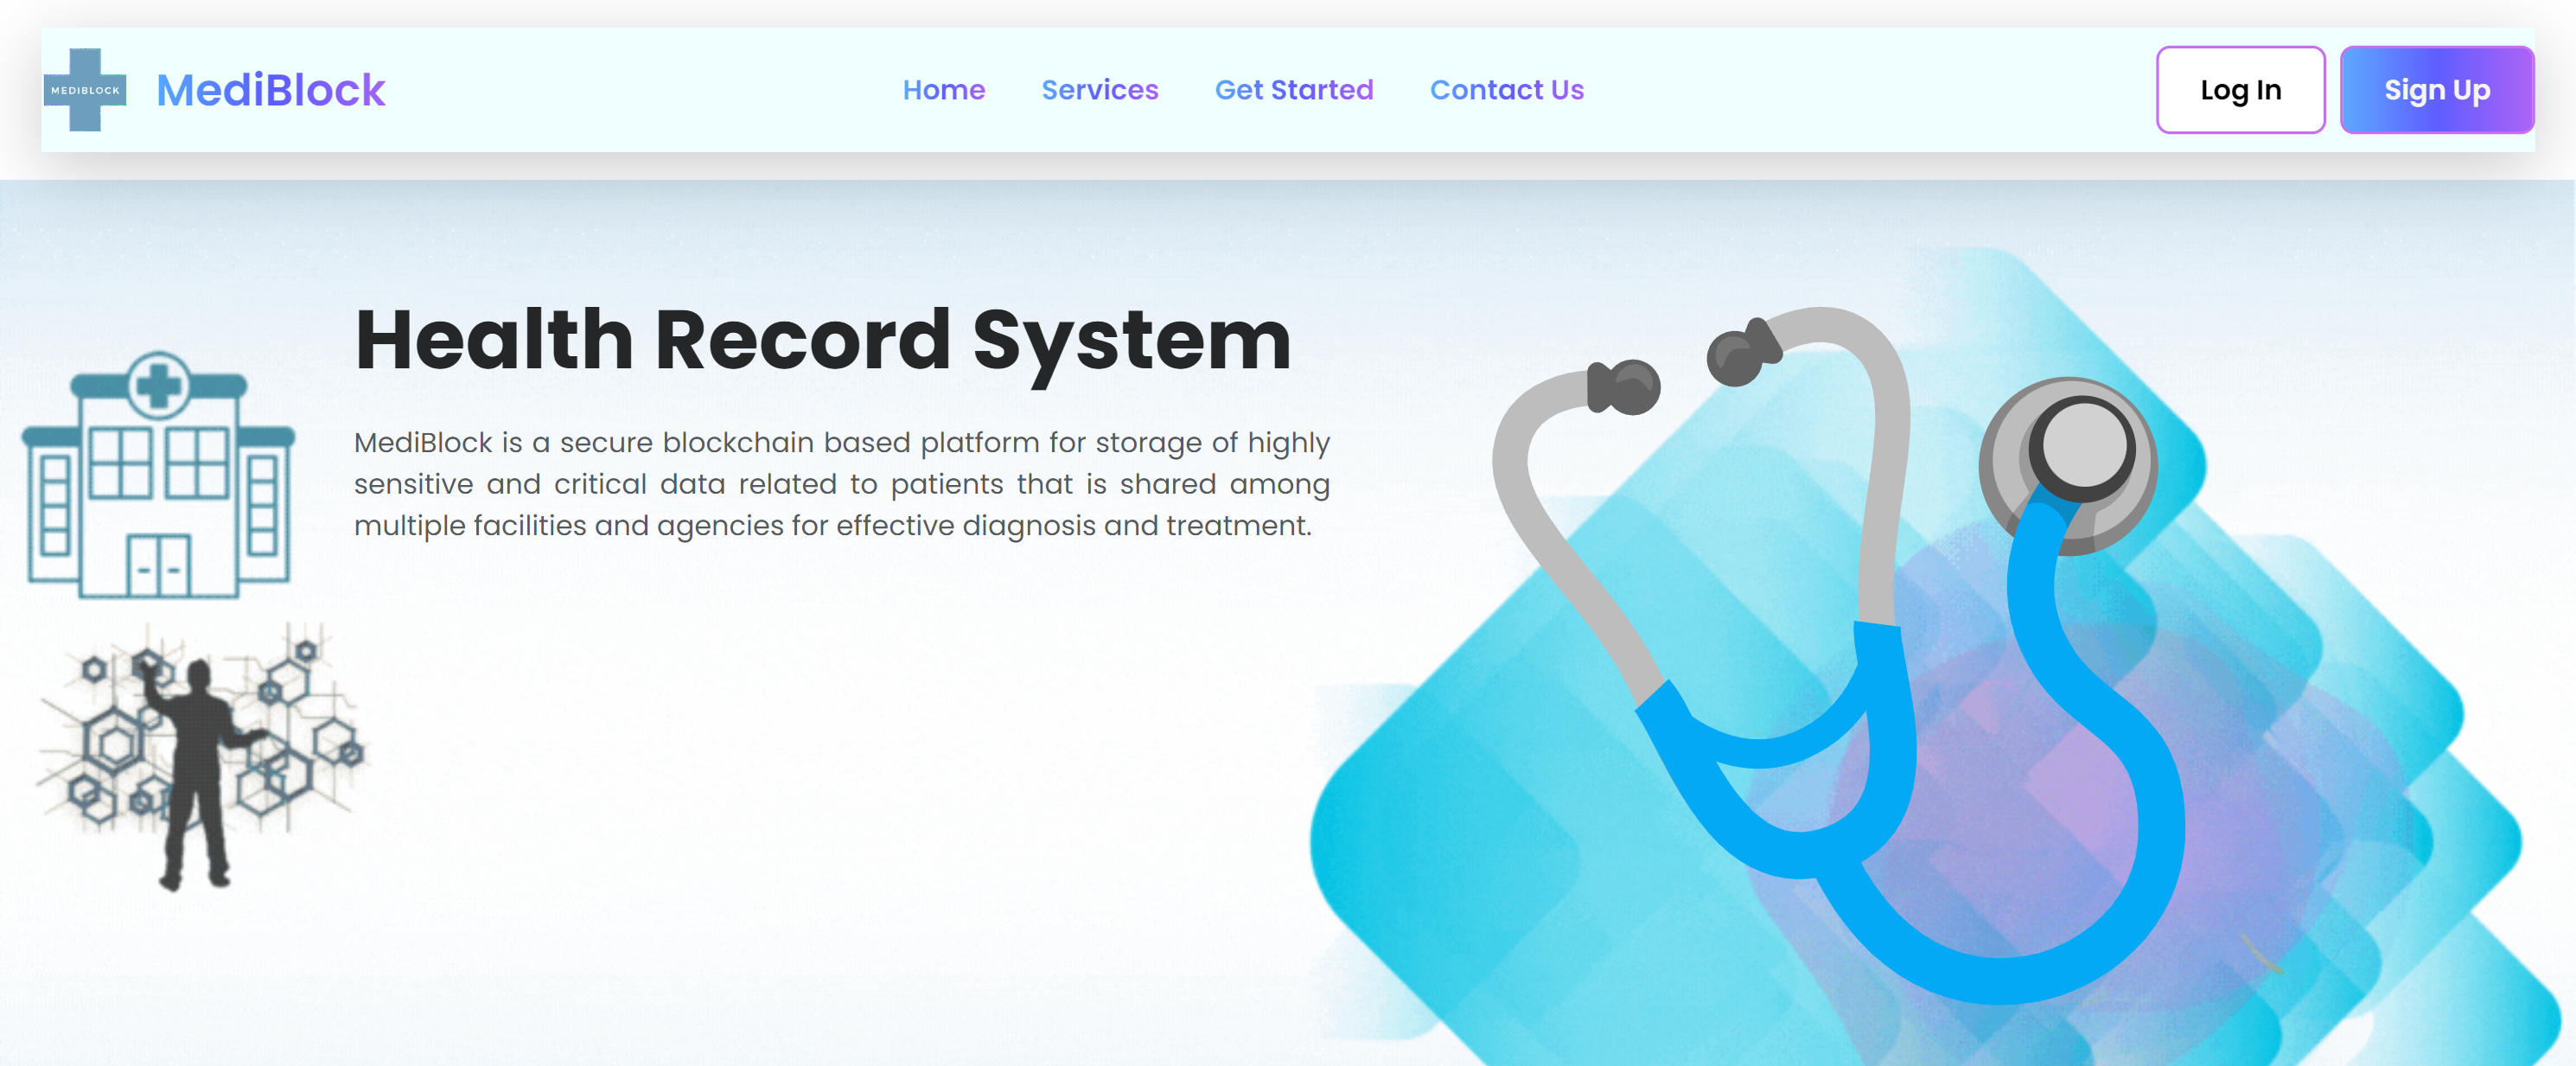 MEDIBLOCK
MediBlock
Home
Services
Get Started
Contact Us
Log In
Sign Up
Health Record System
MediBlock is a secure blockchain based platform for storage of highly
sensitive and critical data related to patients that is shared among
multiple facilities and agencies for effective diagnosis and treatment.